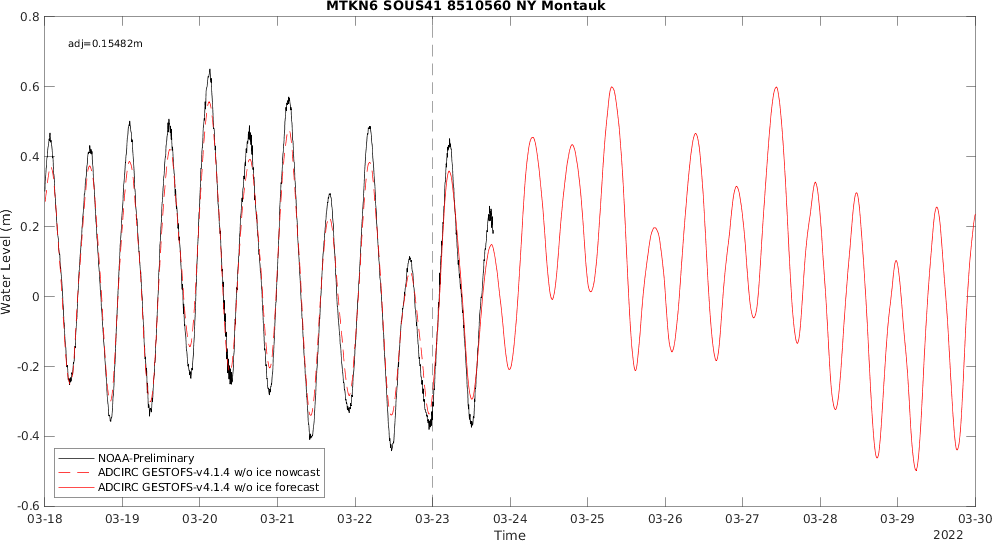 MTKN6 SOUS41 8510560 NY Montauk
adj=0.15482m
Water Level (m)
0.8
0.6
0.4
0.2
0
-0.2
-0.4
-0.6
NOAA-Preliminary
ADCIRC GESTOFS-v4.1.4 w/o ice nowcast
ADCIRC GESTOFS-v4.1.4 w/o ice forecast
03-18 03-19 03-20 03-21 03-22 03-23 03-24 03-25 03-26 03-27 03-28 03-29 03-30
Time
2022